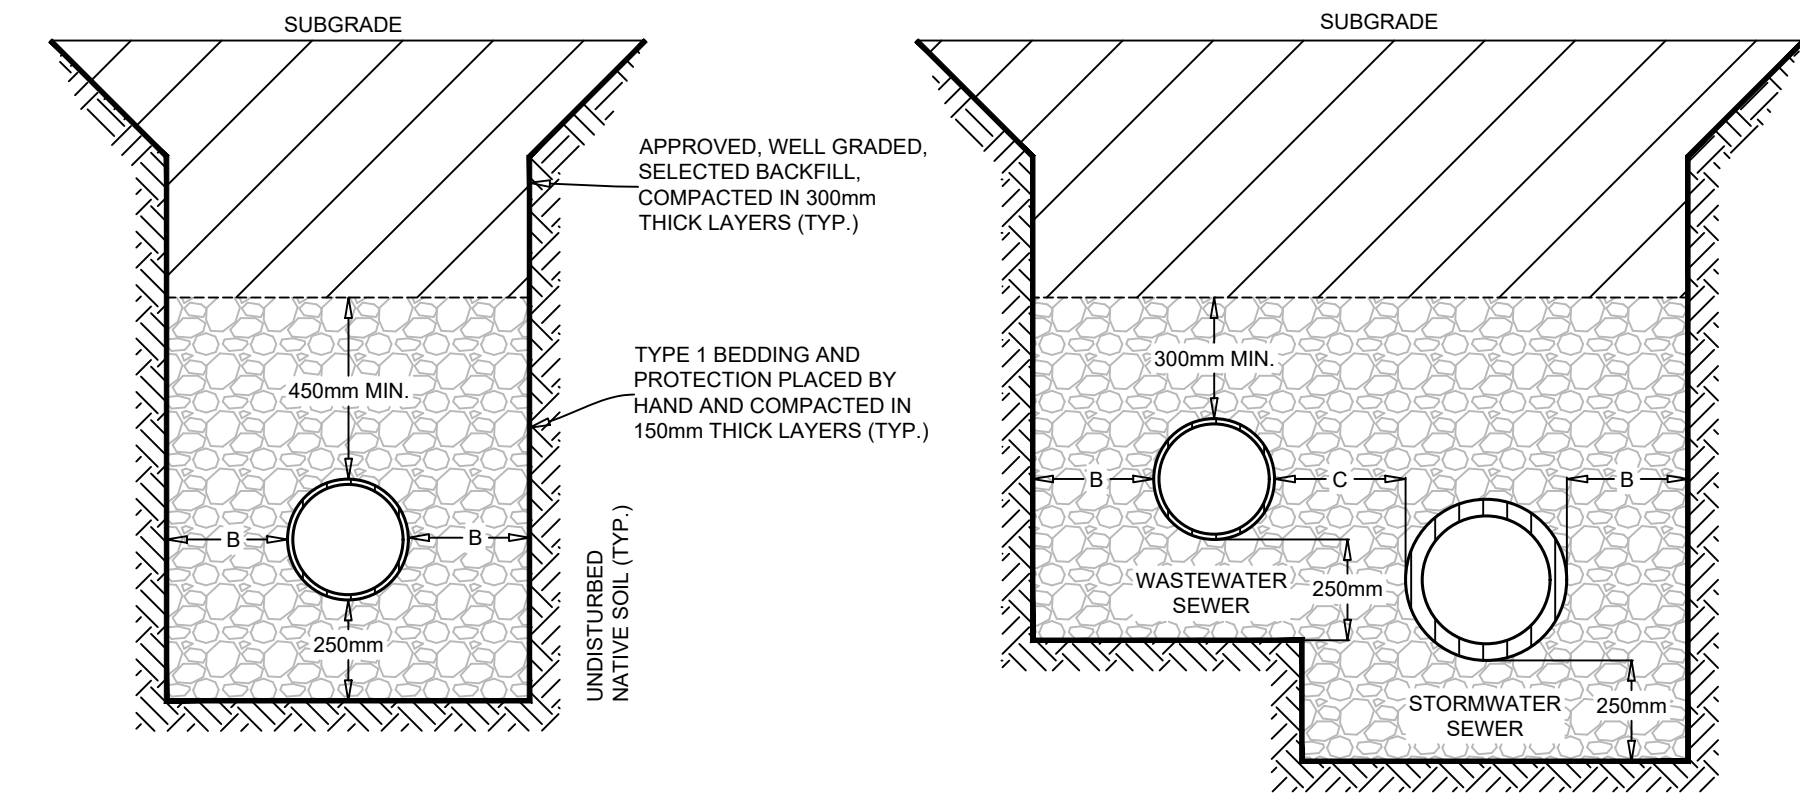 SUBGRADE
APPROVED, WELL GRADED,
SELECTED BACKFILL,
COMPACTED IN 300mm
THICK LAYERS (TYP.)
450mm MIN.
TYPE 1 BEDDING AND
PROTECTION PLACED BY
HAND AND COMPACTED IN
150mm THICK LAYERS (TYP.)
B
B
250mm
UNDISTURBED
NATIVE SOIL (TYP.)
SUBGRADE
300mm MIN.
B
C
B
WASTEWATER
SEWER
250mm
STORMWATER
SEWER
250mm